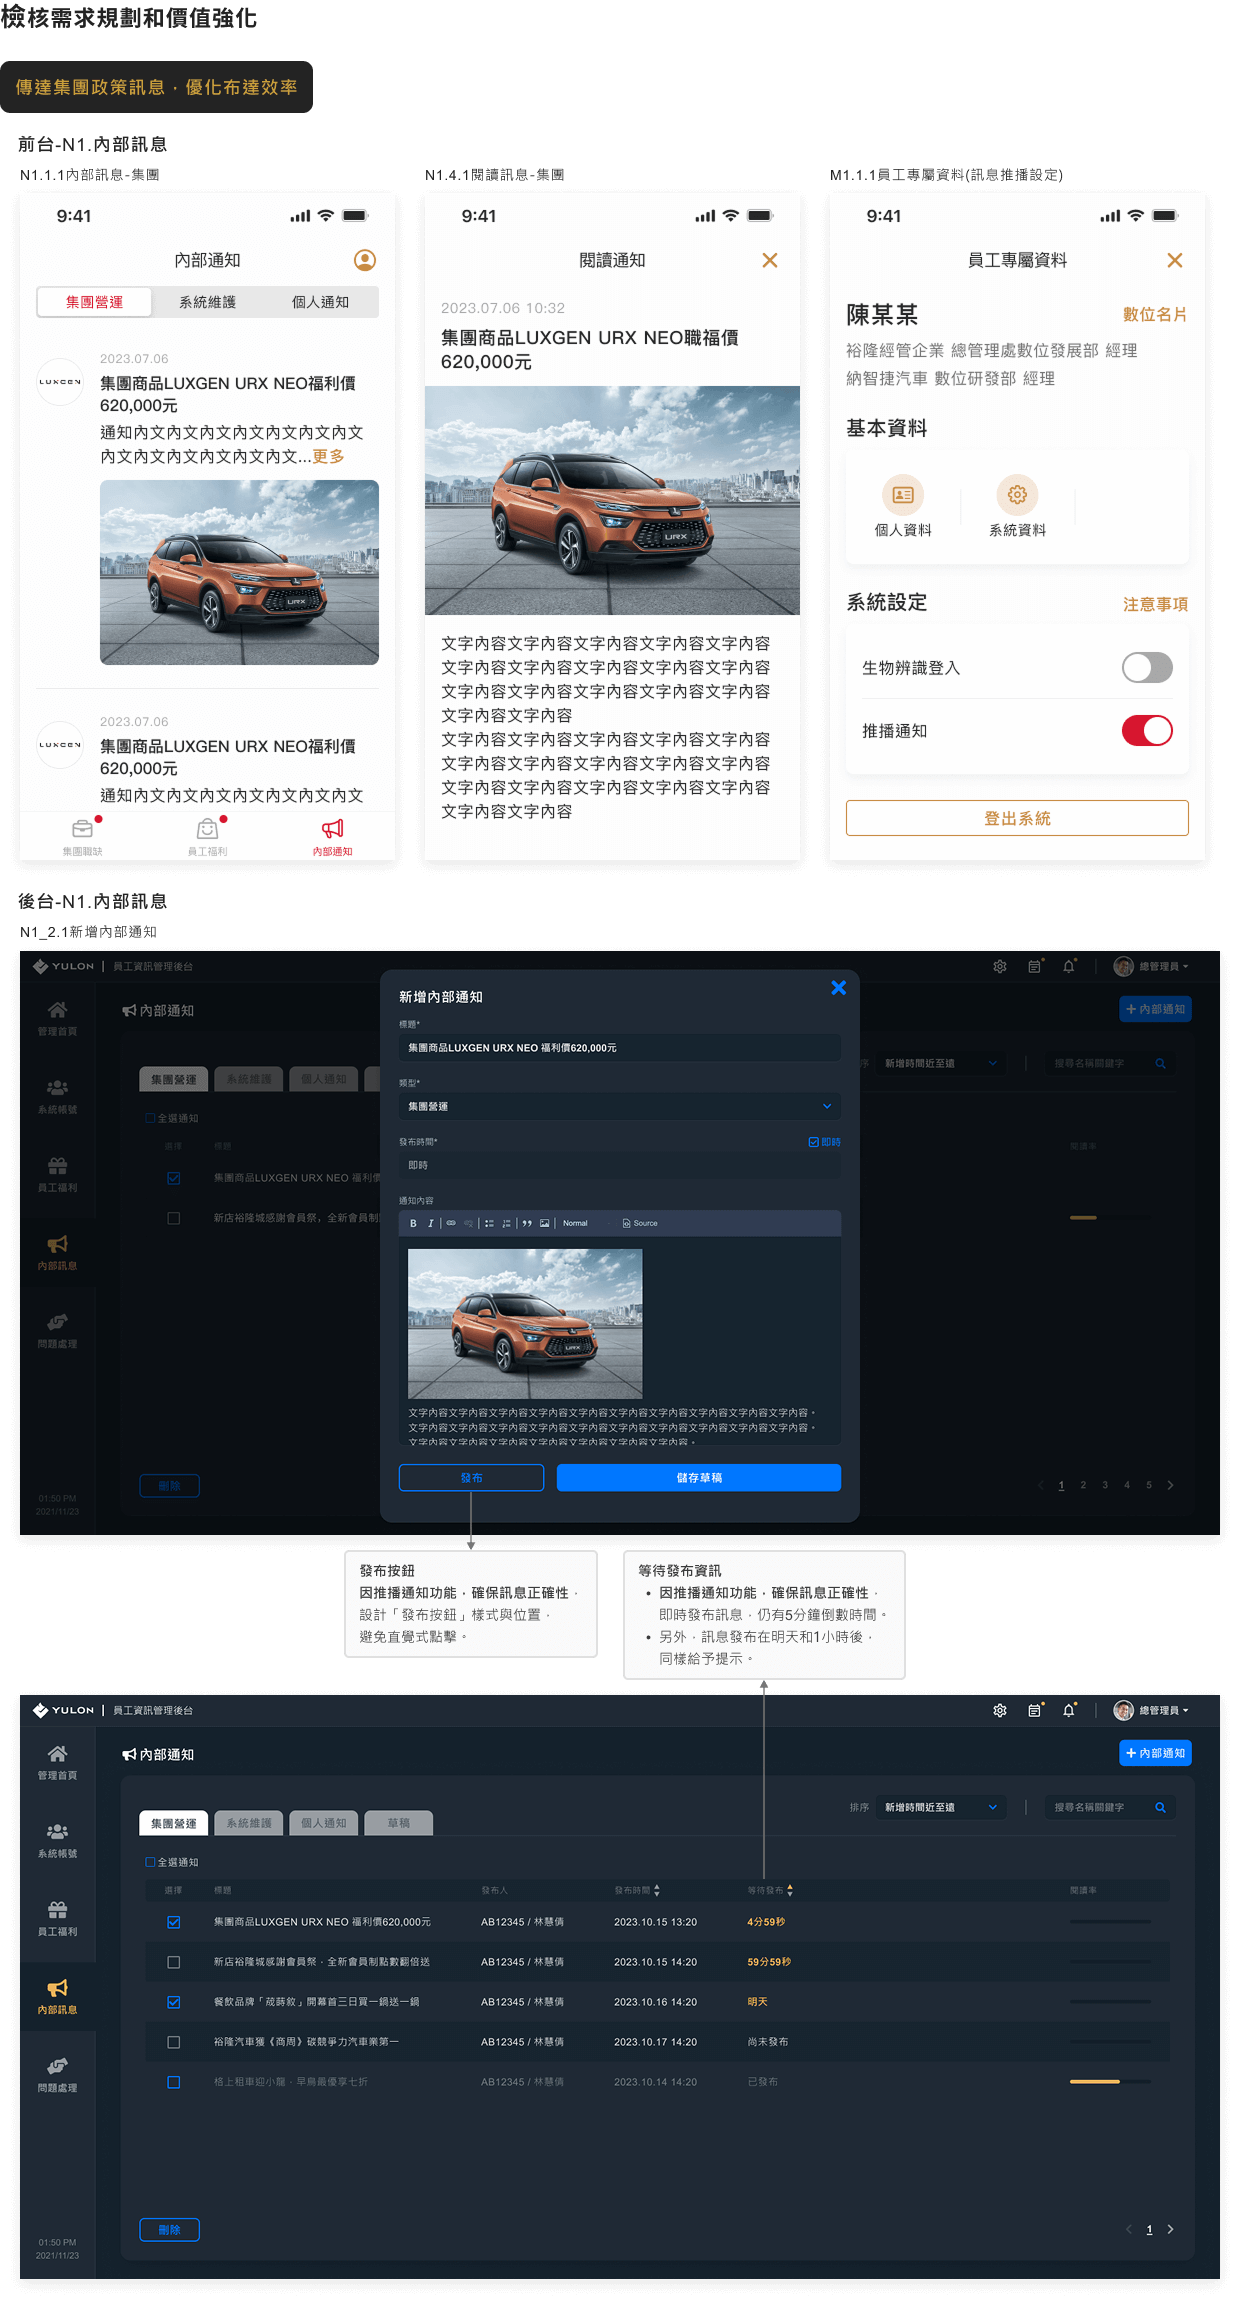 檢核需求規劃和價值強化
傳達集團政策訊息，優化布達效率
前台-N1.內部訊息
N1.1.1內部訊息-集團
9:41
內部通知
集團營運
系統維護
個人通知
LUXGEN
2023.07.06
集團商品LUXGEN URX NEO福利價
620,000元
通知內文內文內文內文內文內文內文
內文內文內文內文內文內文...更多
URX
LUXGEN
2023.07.06
集團商品LUXGEN URX NEO福利價
620,000元
通知內文內文內文內文內文內文內文
集團職缺
員工福利
內部通知
N1.4.1閱讀訊息-集團
9:41
閱讀通知
2023.07.06 10:32
集團商品LUXGEN URX NEO職福價
620,000元
URX
文字內容文字內容文字內容文字內容文字內容
文字內容文字內容文字內容文字內容文字內容
文字內容文字內容文字內容文字內容文字內容
文字內容文字內容
文字內容文字內容文字內容文字內容文字內容
文字內容文字內容文字內容文字內容文字內容
文字內容文字內容文字內容文字內容文字內容
文字內容文字內容
M1.1.1員工專屬資料(訊息推播設定)
9:41
員工專屬資料
陳某某
數位名片
裕隆經管企業 總管理處數位發展部 經理
納智捷汽車 數位研發部 經理
基本資料
個人資料
系統資料
系統設定
注意事項
生物辨識登入
推播通知
登出系統
後台-N1.內部訊息
N1_2.1新增內部通知
YULON | 員工資訊管理後台
總管理員
管理首頁
系統帳號
員工福利
內部訊息
問題處理
01:50 PM
2021/11/23
內部通知
+ 內部通知
集團營運
系統維護
個人通知
序
新增時間近至遠
搜尋名稱關鍵字
全選通知
選擇
標題
閱讀率
集團商品LUXGEN URX NEO 福利價
新店裕隆城感謝會員祭，全新會員制
刪除
1 2 3 4 5
新增內部通知
標題*
集團商品LUXGEN URX NEO 福利價620,000元
類型*
集團營運
發布時間*
即時
即時
通知內容
B I Normal Source
URX
文字內容文字內容文字內容文字內容文字內容文字內容文字內容文字內容文字內容文字內容。
文字內容文字內容文字內容文字內容文字內容文字內容文字內容文字內容文字內容文字內容。
文字內容文字內容文字內容文字內容文字內容文字內容文字內容。
發布
儲存草稿
發布按鈕
因推播通知功能，確保訊息正確性，
設計「發布按鈕」樣式與位置，
避免直覺式點擊。
等待發布資訊
• 因推播通知功能，確保訊息正確性，
即時發布訊息，仍有5分鐘倒數時間。
• 另外，訊息發布在明天和1小時後，
同樣給予提示。
YULON | 員工資訊管理後台
總管理員
管理首頁
系統帳號
員工福利
內部訊息
問題處理
01:50 PM
2021/11/23
內部通知
+ 內部通知
集團營運
系統維護
個人通知
草稿
排序
新增時間近至遠
搜尋名稱關鍵字
全選通知
選擇 標題 發布人 發布時間 等待發布 閱讀率
集團商品LUXGEN URX NEO 福利價620,000元 AB12345 / 林慧倩 2023.10.15 13:20 4分59秒
新店裕隆城感謝會員祭，全新會員制點數翻倍送 AB12345 / 林慧倩 2023.10.15 14:20 59分59秒
餐飲品牌「莐蒔敘」開幕首三日買一鍋送一鍋 AB12345 / 林慧倩 2023.10.16 14:20 明天
裕隆汽車獲《商周》碳競爭力汽車業第一 AB12345 / 林慧倩 2023.10.17 14:20 尚未發布
格上租車迎小龍，早鳥最優享七折 AB12345 / 林慧倩 2023.10.14 14:20 已發布
刪除
1